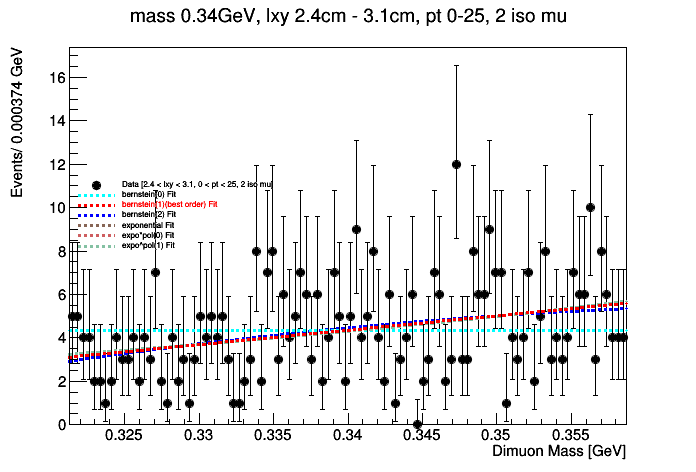 mass 0.34GeV, lxy 2.4cm - 3.1cm, pt 0-25, 2 iso mu
Events/ 0.000374 GeV
16
14
12
10
8
6
4
2
0
Data [2.4 < lxy < 3.1, 0 < pt < 25, 2 iso mu
bernstein(0) Fit
bernstein(1)(best order) Fit
bernstein(2) Fit
exponential Fit
expo*pol(0) Fit
expo*pol(1) Fit
0.325 0.33 0.335 0.34 0.345 0.35 0.355
Dimuon Mass [GeV]